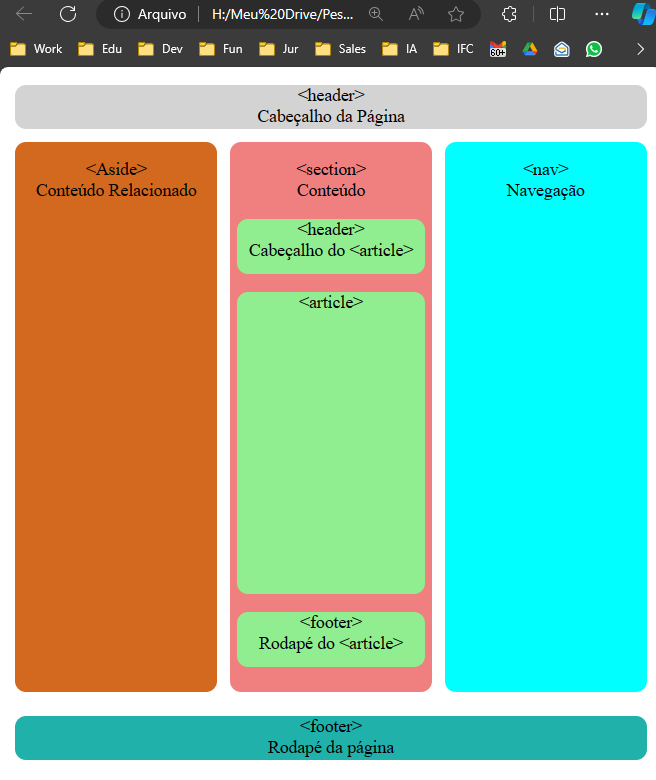 Arquivo
H:/Meu%20Drive/Pes...
Work
Edu
Dev
Fun
Jur
Sales
IA
IFC
60+
<header>
Cabeçalho da Página
<Aside>
Conteúdo Relacionado
<section>
Conteúdo
<header>
Cabeçalho do <article>
<article>
<footer>
Rodapé do <article>
<nav>
Navegação
<footer>
Rodapé da página